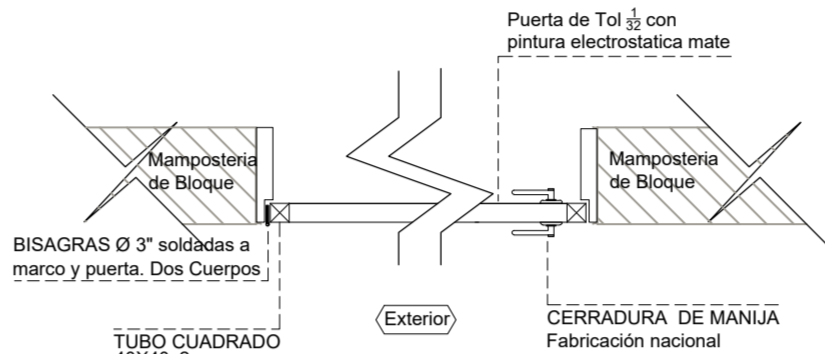 Puerta de Tol 1/32 con
pintura electrostatica mate
Mamposteria
de Bloque
Mamposteria
de Bloque
BISAGRAS Ø 3" soldadas a
marco y puerta. Dos Cuerpos
Exterior
CERRADURA DE MANIJA
Fabricación nacional
TUBO CUADRADO